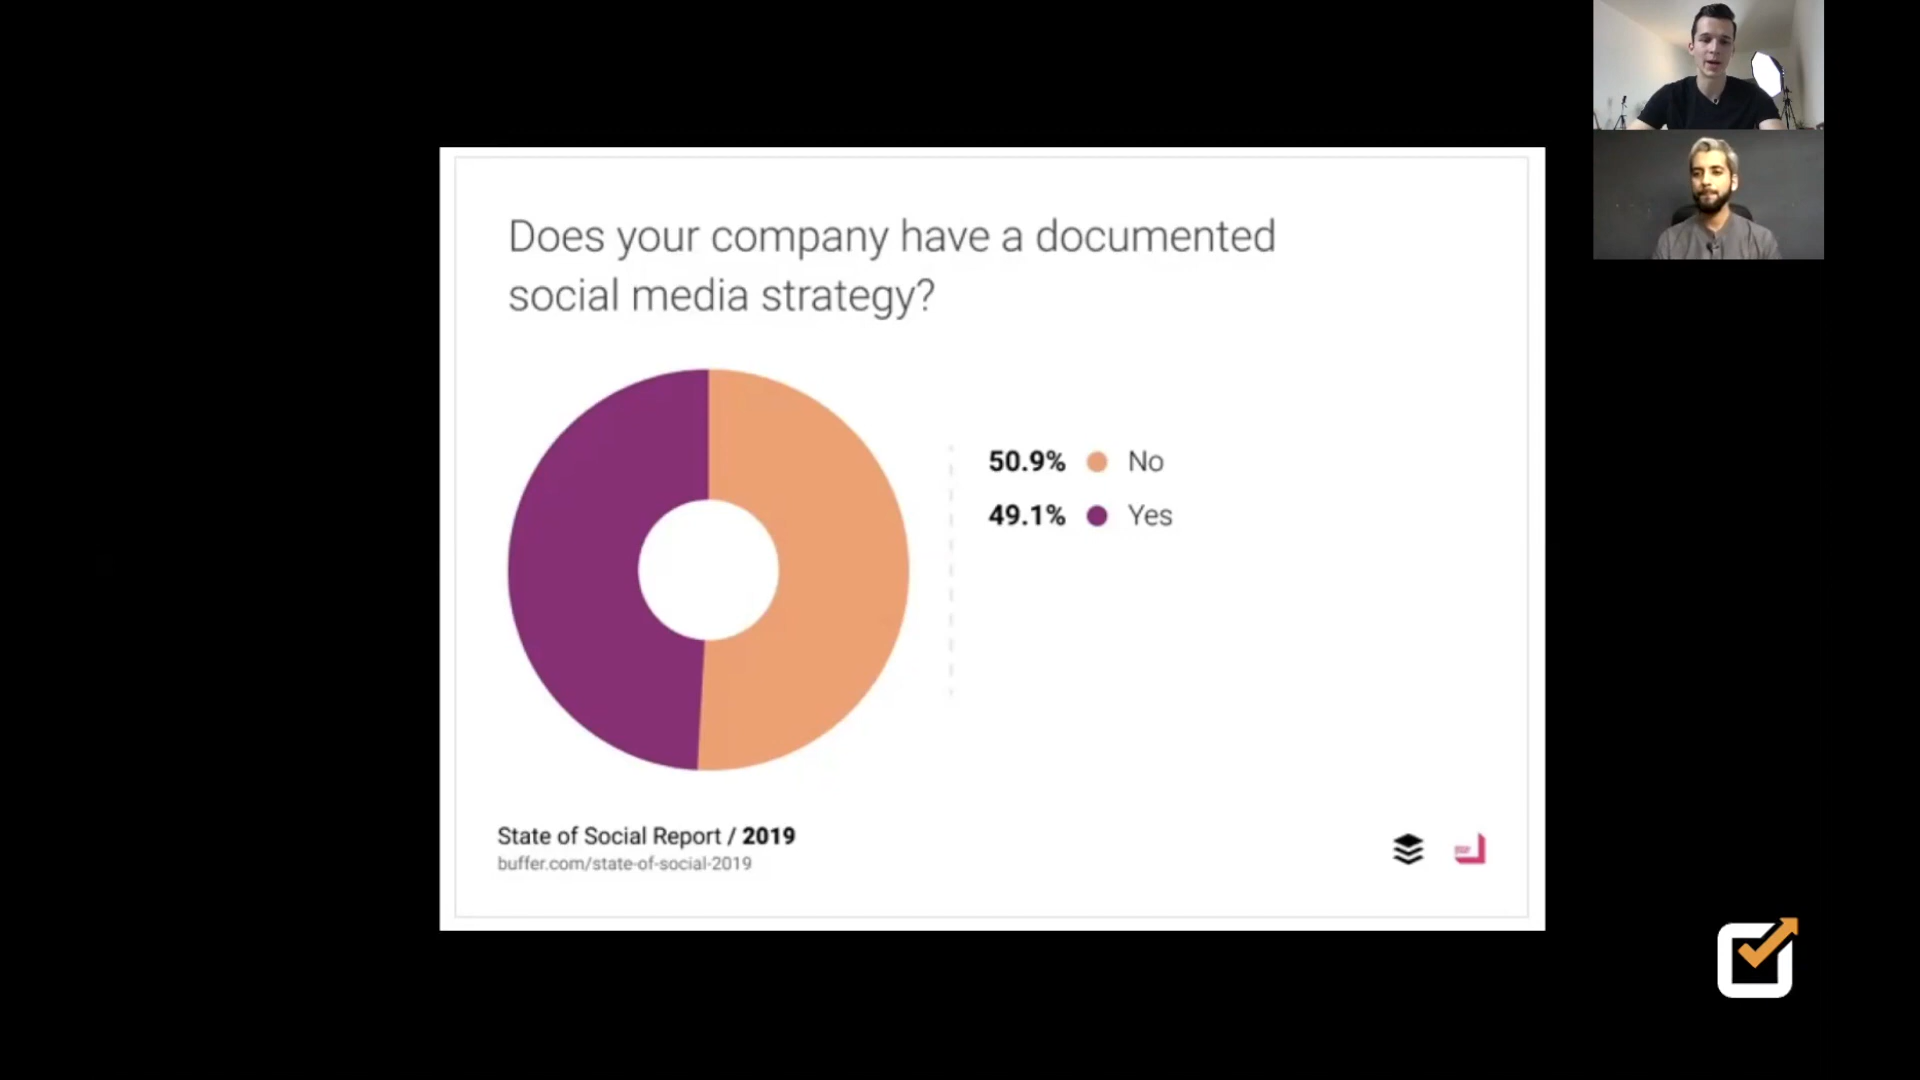 Does your company have a documented
social media strategy?
50.9% No
49.1% Yes
State of Social Report / 2019
buffer.com/state-of-social-2019